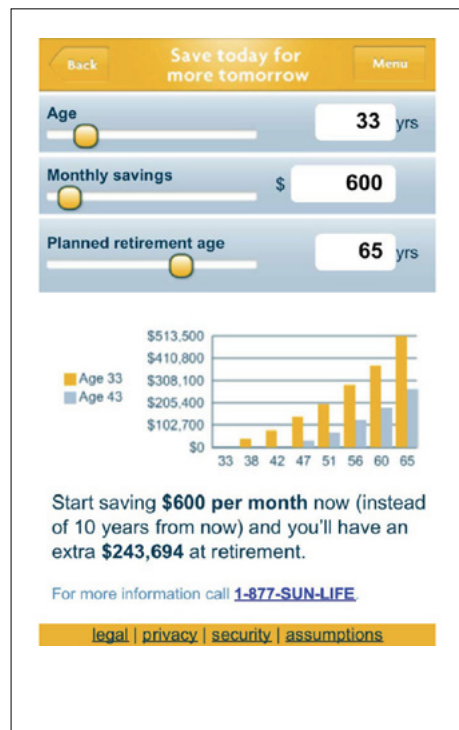 Back
Save today for
more tomorrow
Menu
Age
33 yrs
Monthly savings
$ 600
Planned retirement age
65 yrs
$513,500
$410,800
$308,100
$205,400
$102,700
$0
Age 33
Age 43
33 38 42 47 51 56 60 65
Start saving $600 per month now (instead
of 10 years from now) and you'll have an
extra $243,694 at retirement.
For more information call 1-877-SUN-LIFE.
legal | privacy | security | assumptions